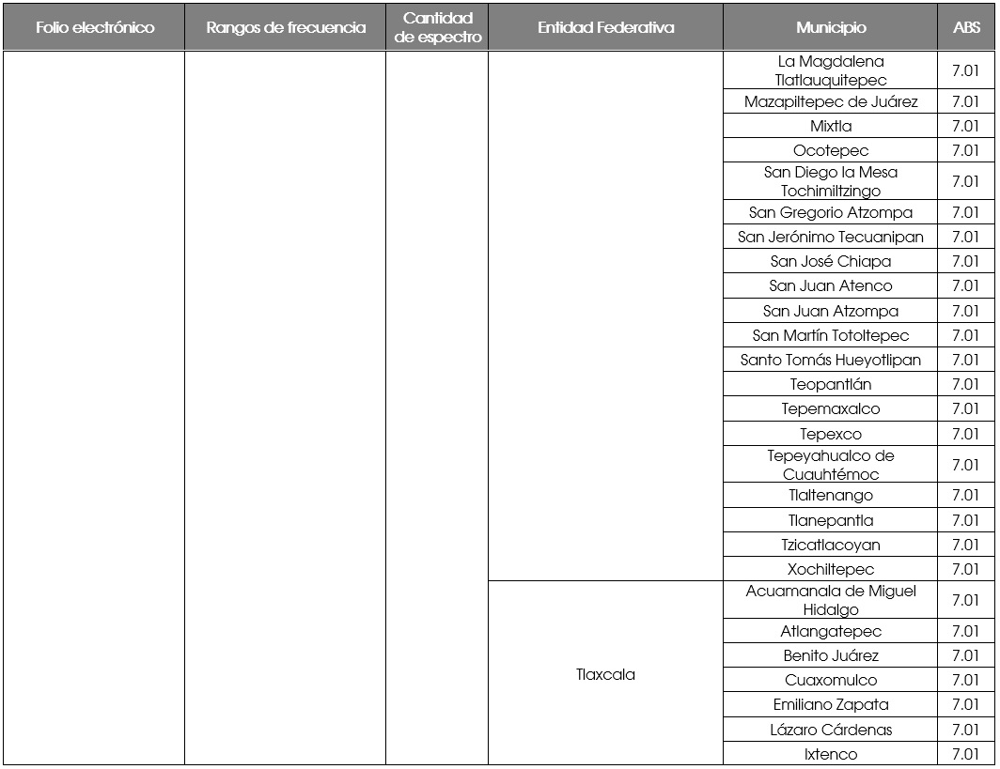 Folio electrónico Rangos de frecuencia Cantidad de espectro Entidad Federativa Municipio ABS
La Magdalena
Tlatlauquitepec 7.01
Mazapiltepec de Juárez 7.01
Mixtla 7.01
Ocotepec 7.01
San Diego la Mesa
Tochimiltzingo 7.01
San Gregorio Atzompa 7.01
San Jerónimo Tecuanipan 7.01
San José Chiapa 7.01
San Juan Atenco 7.01
San Juan Atzompa 7.01
San Martín Totoltepec 7.01
Santo Tomás Hueyotlipan 7.01
Teopantlán 7.01
Tepemaxalco 7.01
Tepexco 7.01
Tepeyahualco de
Cuauhtémoc 7.01
Tlaltenango 7.01
Tlanepantla 7.01
Tzicatlacoyan 7.01
Xochiltepec 7.01
Tlaxcala
Acuamanala de Miguel
Hidalgo 7.01
Atlangatepec 7.01
Benito Juárez 7.01
Cuaxomulco 7.01
Emiliano Zapata 7.01
Lázaro Cárdenas 7.01
Ixtenco 7.01